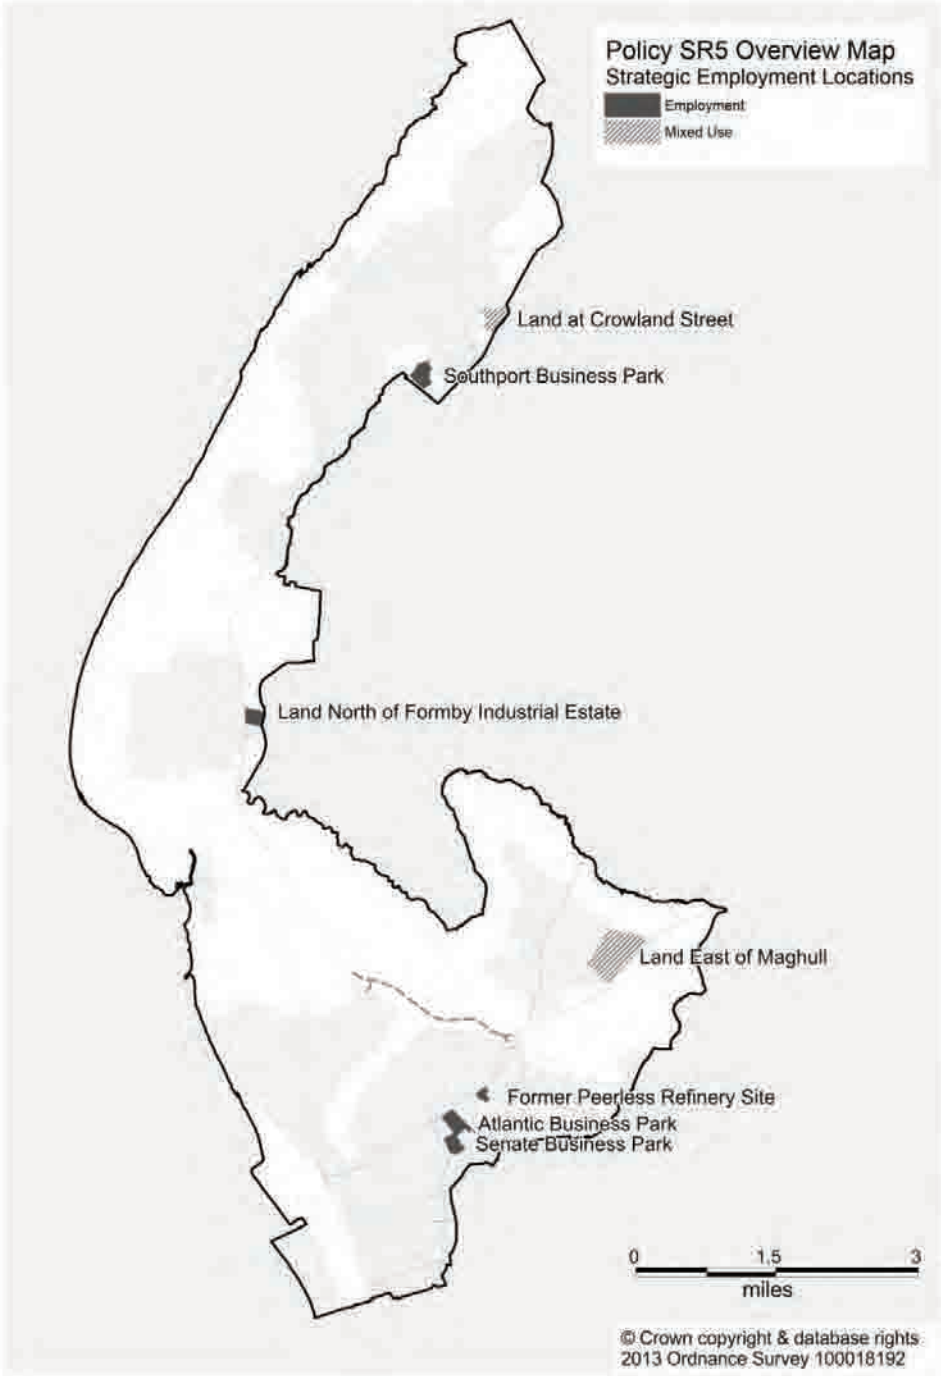 Policy SR5 Overview Map
Strategic Employment Locations
Employment
Mixed Use
Land at Crowland Street
Southport Business Park
Land North of Formby Industrial Estate
Land East of Maghull
Former Peerless Refinery Site
Atlantic Business Park
Senate Business Park
0 1.5 3
miles
© Crown copyright & database rights
2013 Ordnance Survey 100018192